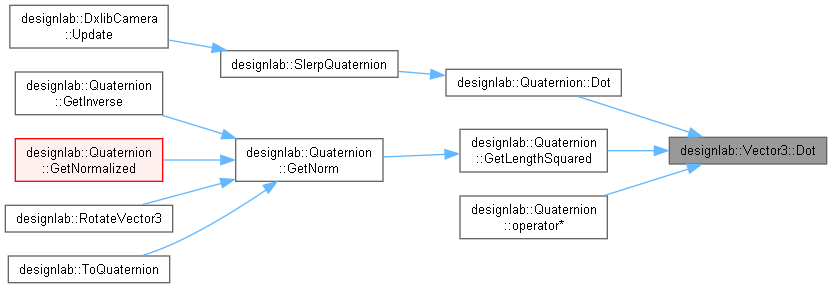 designlab::DxlibCamera
::Update
designlab::SlerpQuaternion
designlab::Quaternion::Dot
designlab::Quaternion
::GetInverse
designlab::Quaternion
::GetNormalized
designlab::Quaternion
::GetNorm
designlab::Quaternion
::GetLengthSquared
designlab::Vector3::Dot
designlab::RotateVector3
designlab::Quaternion
::operator*
designlab::ToQuaternion